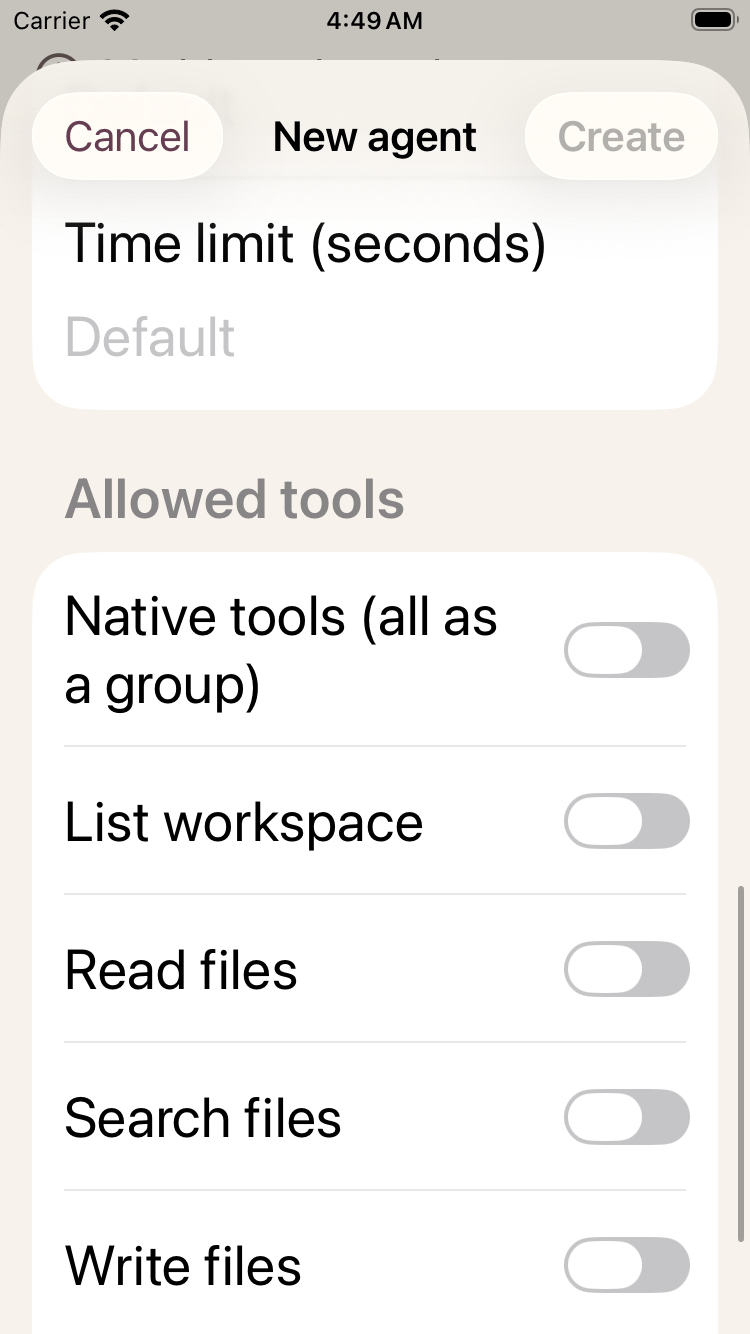 Carrier 4:49 AM
Cancel New agent Create
Time limit (seconds)
Default
Allowed tools
Native tools (all as
a group)
List workspace
Read files
Search files
Write files